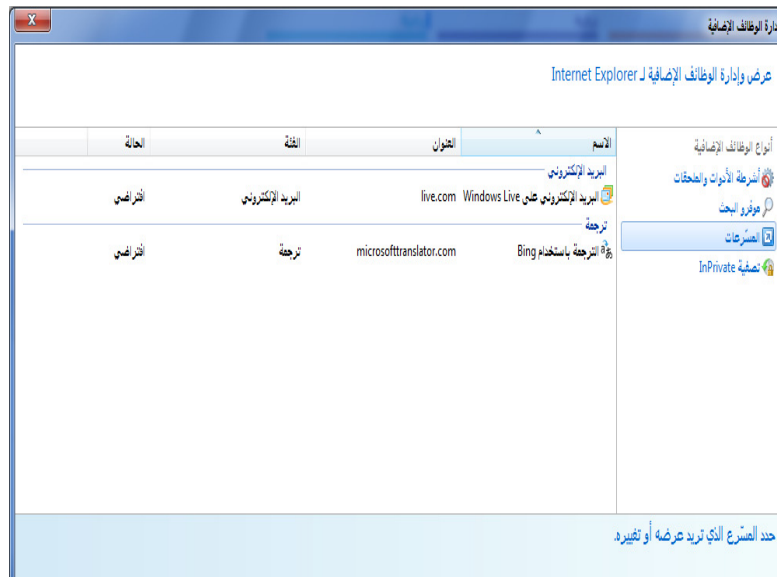 دارة الوظائف الإضافية
عرض وإدارة الوظائف الإضافية لـ Internet Explorer
أنواع الوظائف الإضافية
أشرطة الأدوات والملحقات
موفرو البحث
المسرّعات
تصفية InPrivate
الاسم العنوان الفئة الحالة
البريد الإلكتروني
البريد الإلكتروني على Windows Live live.com البريد الإلكتروني افتراضي
ترجمة
الترجمة باستخدام Bing microsofttranslator.com ترجمة افتراضي
حدد المسرّع الذي تريد عرضه أو تغييره.